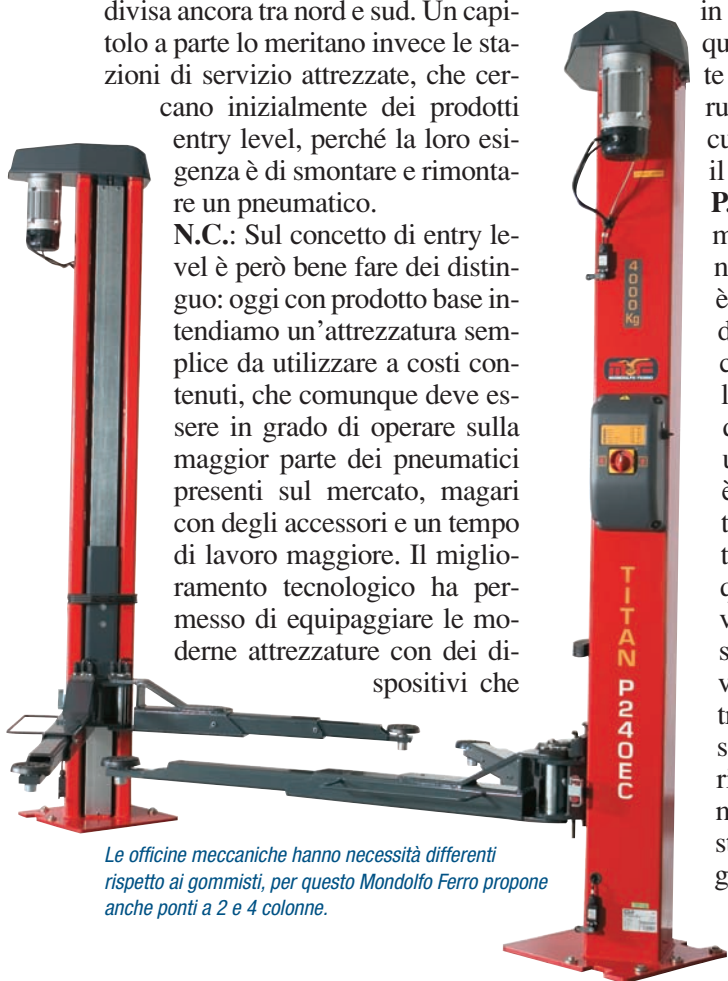 divisa ancora tra nord e sud. Un capi-
tolo a parte lo meritano invece le sta-
zioni di servizio attrezzate, che cer-
cano inizialmente dei prodotti
entry level, perché la loro esi-
genza è di smontare e rimonta-
re un pneumatico.
N.C.: Sul concetto di entry le-
vel è però bene fare dei distin-
guo: oggi con prodotto base in-
tendiamo un'attrezzatura sem-
plice da utilizzare a costi con-
tenuti, che comunque deve es-
sere in grado di operare sulla
maggior parte dei pneumatici
presenti sul mercato, magari
con degli accessori e un tempo
di lavoro maggiore. Il miglio-
ramento tecnologico ha per-
messo di equipaggiare le mo-
derne attrezzature con dei di-
spositivi che
Le officine meccaniche hanno necessità differenti
rispetto ai gommisti, per questo Mondolfo Ferro propone
anche ponti a 2 e 4 colonne.
4000 Kg
MONDOLFO FERRO
TITAN P240EC
in
te
il
P.